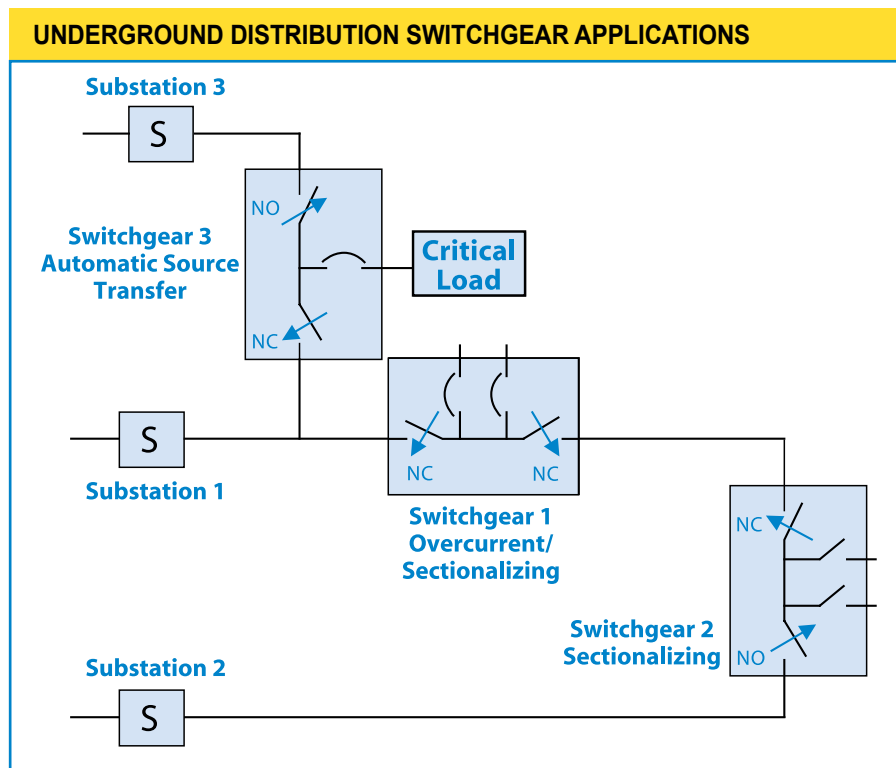 UNDERGROUND DISTRIBUTION SWITCHGEAR APPLICATIONS
Substation 3
S
NO
Switchgear 3
Automatic Source
Transfer
Critical
Load
NC
S
Substation 1
NC
NC
Switchgear 1
Overcurrent/
Sectionalizing
NC
Switchgear 2
Sectionalizing
NO
Substation 2
S